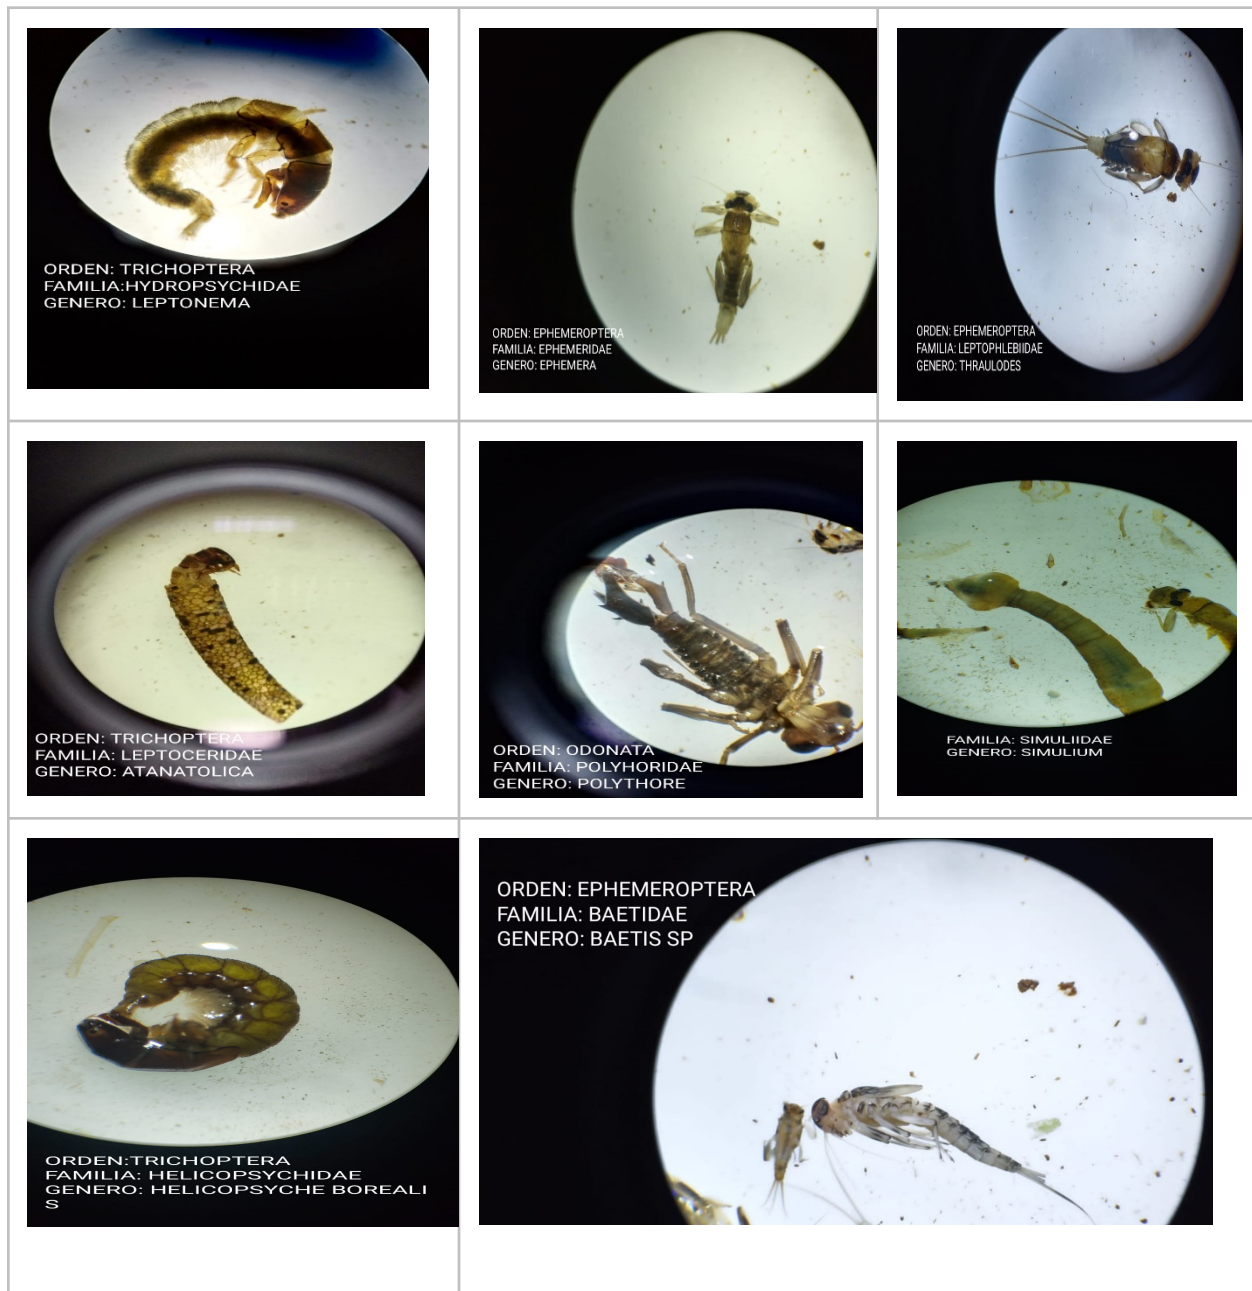 ORDEN: TRICHOPTERA
FAMILIA:HYDROPSYCHIDAE
GENERO: LEPTONEMA
ORDEN: EPHEMEROPTERA
FAMILIA: EPHEMERIDAE
GENERO: EPHEMERA
ORDEN: EPHEMEROPTERA
FAMILIA: LEPTOPHLEBIIDAE
GENERO: THRAULODES
ORDEN: TRICHOPTERA
FAMILIA: LEPTOCERIDAE
GENERO: ATANATOLICA
ORDEN: ODONATA
FAMILIA: POLYHORIDAE
GENERO: POLYTHORE
FAMILIA: SIMULIIDAE
GENERO: SIMULIUM
ORDEN:TRICHOPTERA
FAMILIA: HELICOPSYCHIDAE
GENERO: HELICOPSYCHE BOREALI
S
ORDEN: EPHEMEROPTERA
FAMILIA: BAETIDAE
GENERO: BAETIS SP